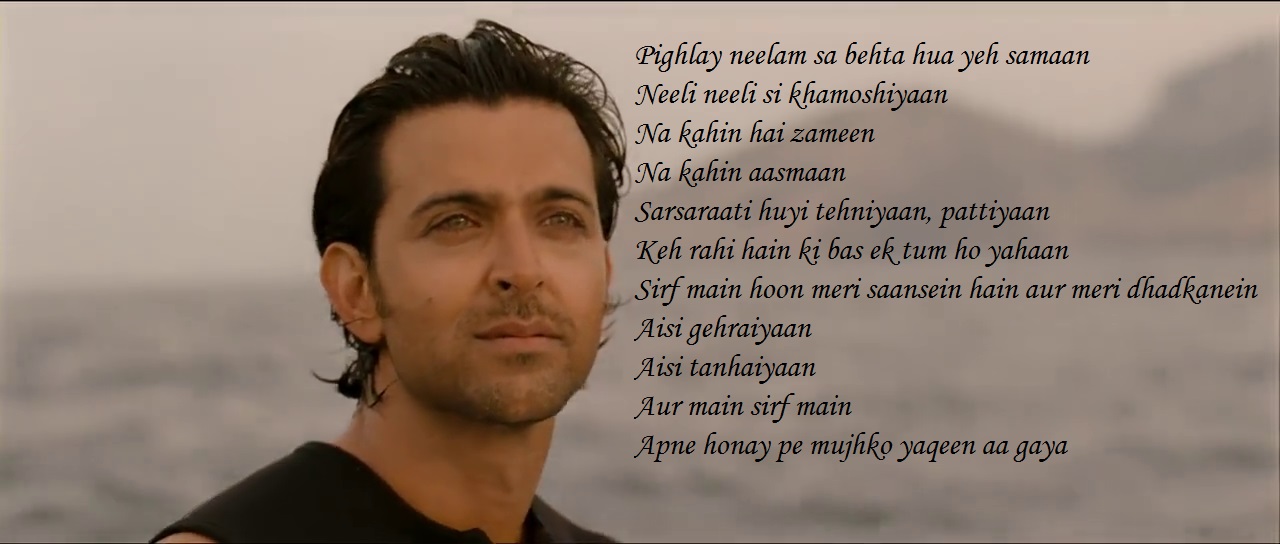 Pighlay neelam sa behta hua yeh samaan
Neeli neeli si khamoshiyaan
Na kahin hai zameen
Na kahin aasmaan
Sarsaraati huyi tehniyaan, pattiyaan
Keh rahi hain ki bas ek tum ho yahaan
Sirf main hoon meri saansein hain aur meri dhadkanein
Aisi gehraiyaan
Aisi tanhaiyaan
Aur main sirf main
Apne honay pe mujhko yaqeen aa gaya